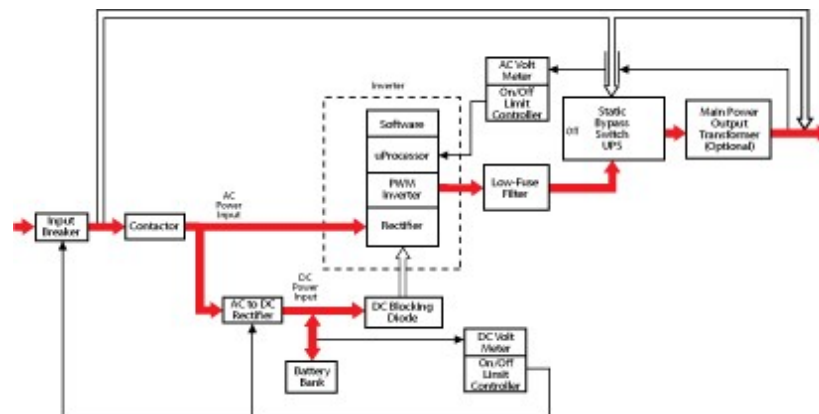 Inverter
AC Volt
Meter
On/Off
Limit
Controller
Software
uProcessor
PWM
Inverter
Rectifier
Off
Static
Bypass
Switch
UPS
Main Power
Output
Transformer
(Optional)
Low-Fuse
Filter
AC
Power
Input
Input
Breaker
Contactor
DC
Power
Input
AC to DC
Rectifier
DC Blocking
Diode
Battery
Bank
DC Volt
Meter
On/Off
Limit
Controller